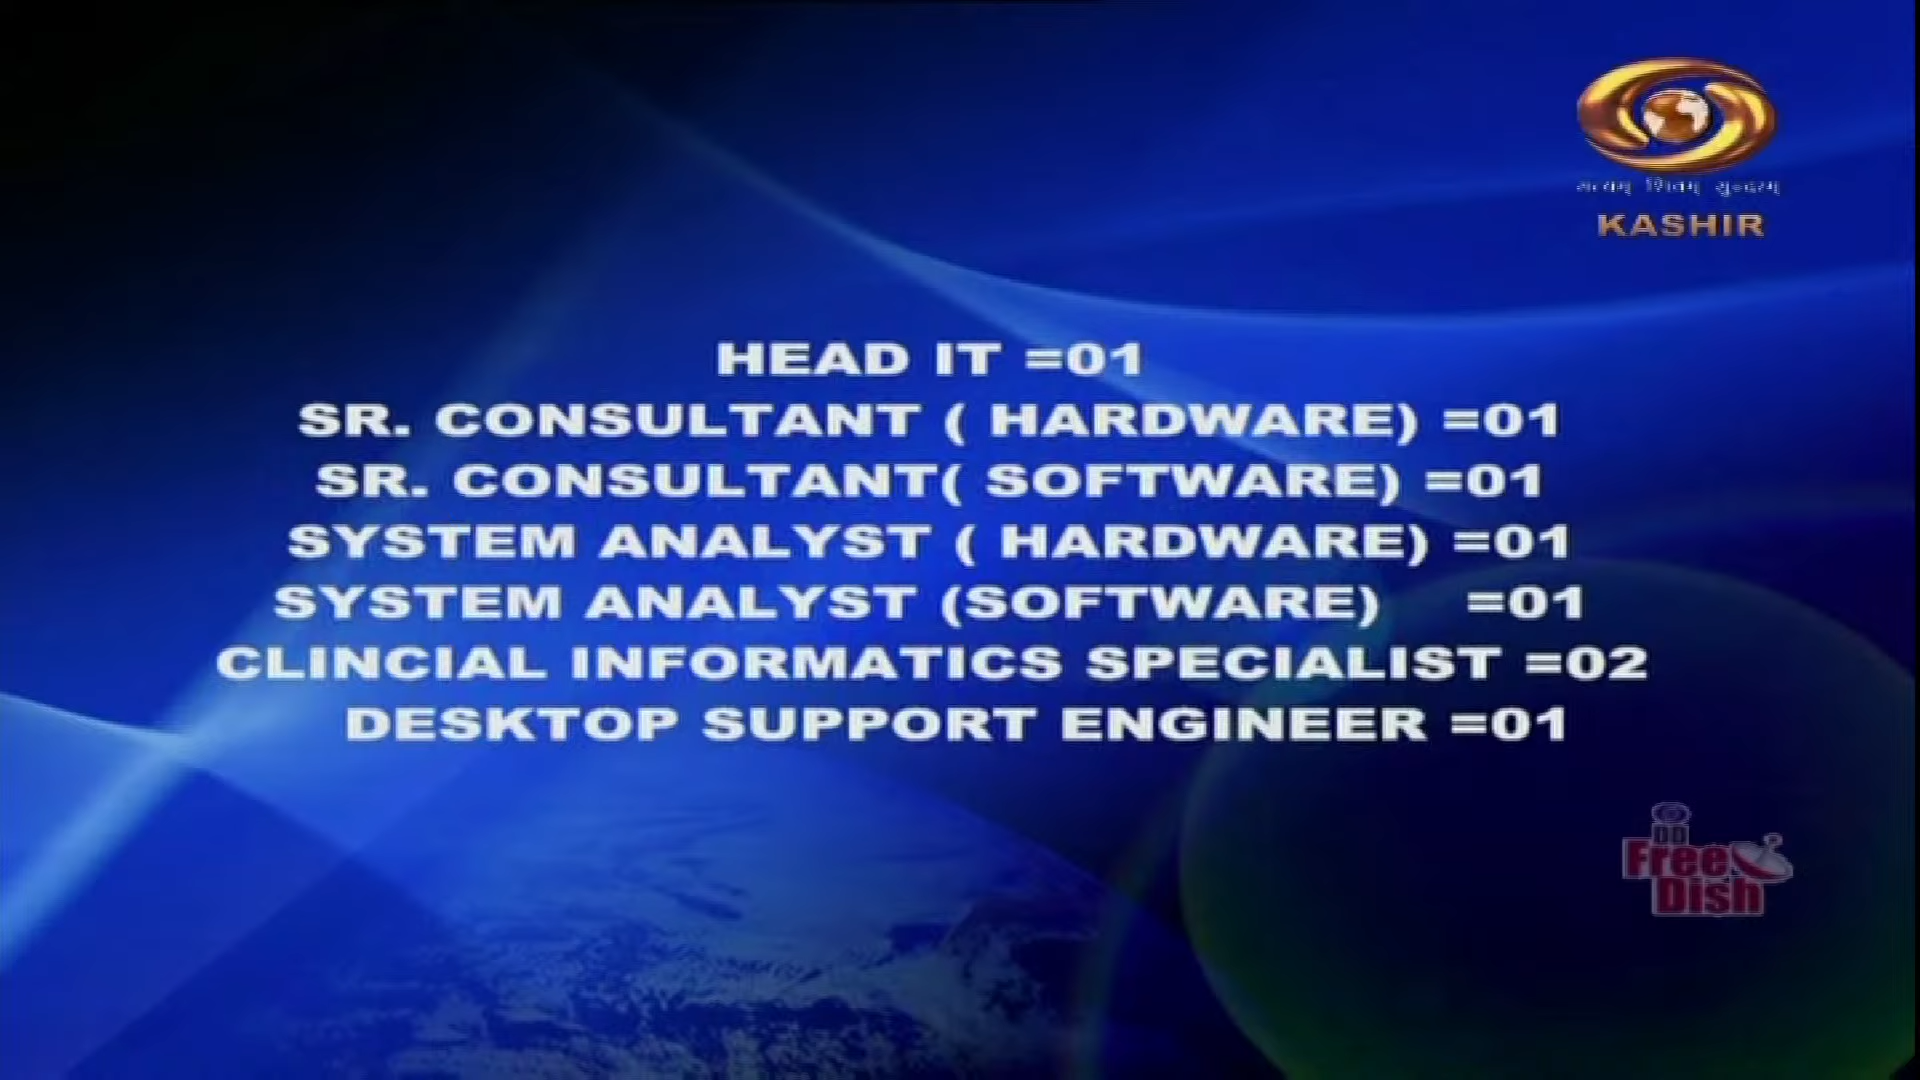 सत्यम् शिवम् सुन्दरम्
KASHIR
HEAD IT =01
SR. CONSULTANT ( HARDWARE) =01
SR. CONSULTANT( SOFTWARE) =01
SYSTEM ANALYST ( HARDWARE) =01
SYSTEM ANALYST (SOFTWARE) =01
CLINCIAL INFORMATICS SPECIALIST =02
DESKTOP SUPPORT ENGINEER =01
DD
Free
Dish